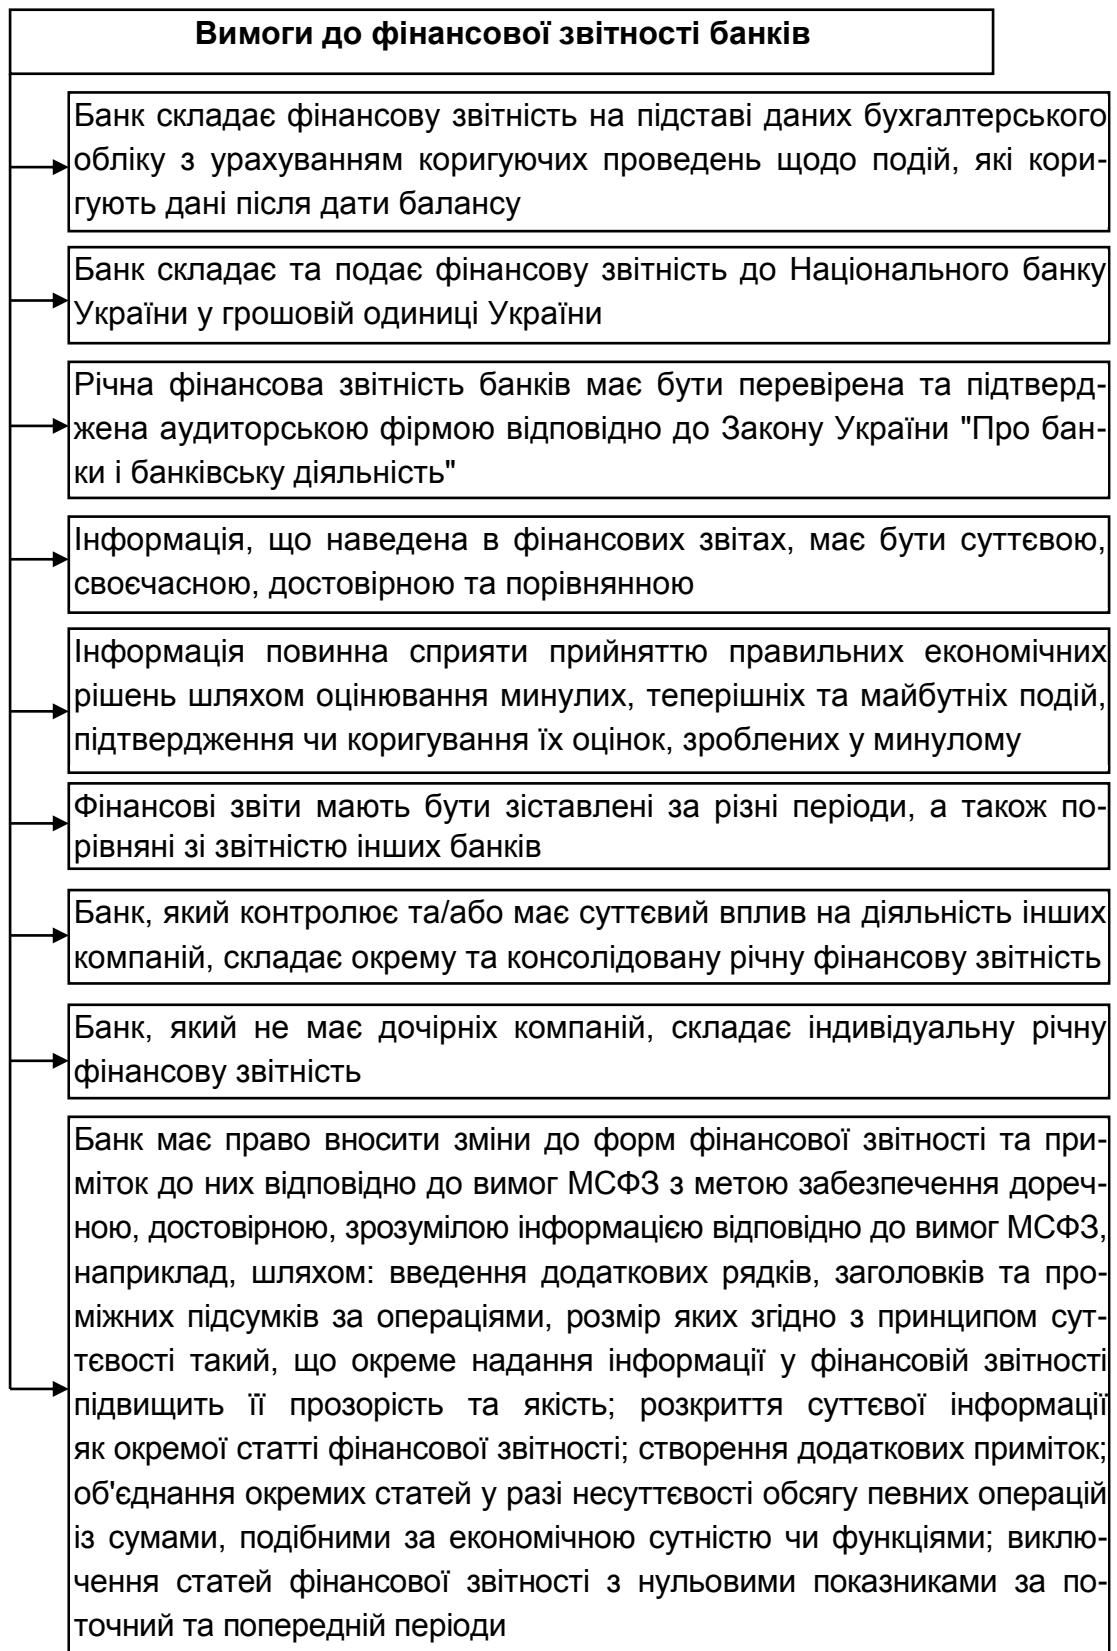 Вимоги до фінансової звітності банків
Банк складає фінансову звітність на підставі даних бухгалтерського
обліку з урахуванням коригуючих проведень щодо подій, які кори-
гують дані після дати балансу
Банк складає та подає фінансову звітність до Національного банку
України у грошовій одиниці України
Річна фінансова звітність банків має бути перевірена та підтверд-
жена аудиторською фірмою відповідно до Закону України "Про бан-
ки і банківську діяльність"
Інформація, що наведена в фінансових звітах, має бути суттєвою,
своєчасною, достовірною та порівнянною
Інформація повинна сприяти прийняттю правильних економічних
рішень шляхом оцінювання минулих, теперішніх та майбутніх подій,
підтвердження чи коригування їх оцінок, зроблених у минулому
Фінансові звіти мають бути зіставлені за різні періоди, а також по-
рівняні зі звітністю інших банків
Банк, який контролює та/або має суттєвий вплив на діяльність інших
компаній, складає окрему та консолідовану річну фінансову звітність
Банк, який не має дочірніх компаній, складає індивідуальну річну
фінансову звітність
Банк має право вносити зміни до форм фінансової звітності та при-
міток до них відповідно до вимог МСФЗ з метою забезпечення дореч-
ною, достовірною, зрозумілою інформацією відповідно до вимог МСФЗ,
наприклад, шляхом: введення додаткових рядків, заголовків та про-
міжних підсумків за операціями, розмір яких згідно з принципом сут-
тєвості такий, що окреме надання інформації у фінансовій звітності
підвищить її прозорість та якість; розкриття суттєвої інформації
як окремої статті фінансової звітності; створення додаткових приміток;
об'єднання окремих статей у разі несуттєвості обсягу певних операцій
із сумами, подібними за економічною сутністю чи функціями; виклю-
чення статей фінансової звітності з нульовими показниками за по-
точний та попередній періоди